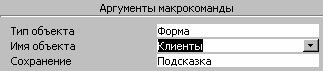 Аргументы макрокоманды
Тип объекта Форма
Имя объекта Клиенты
Сохранение Подсказка